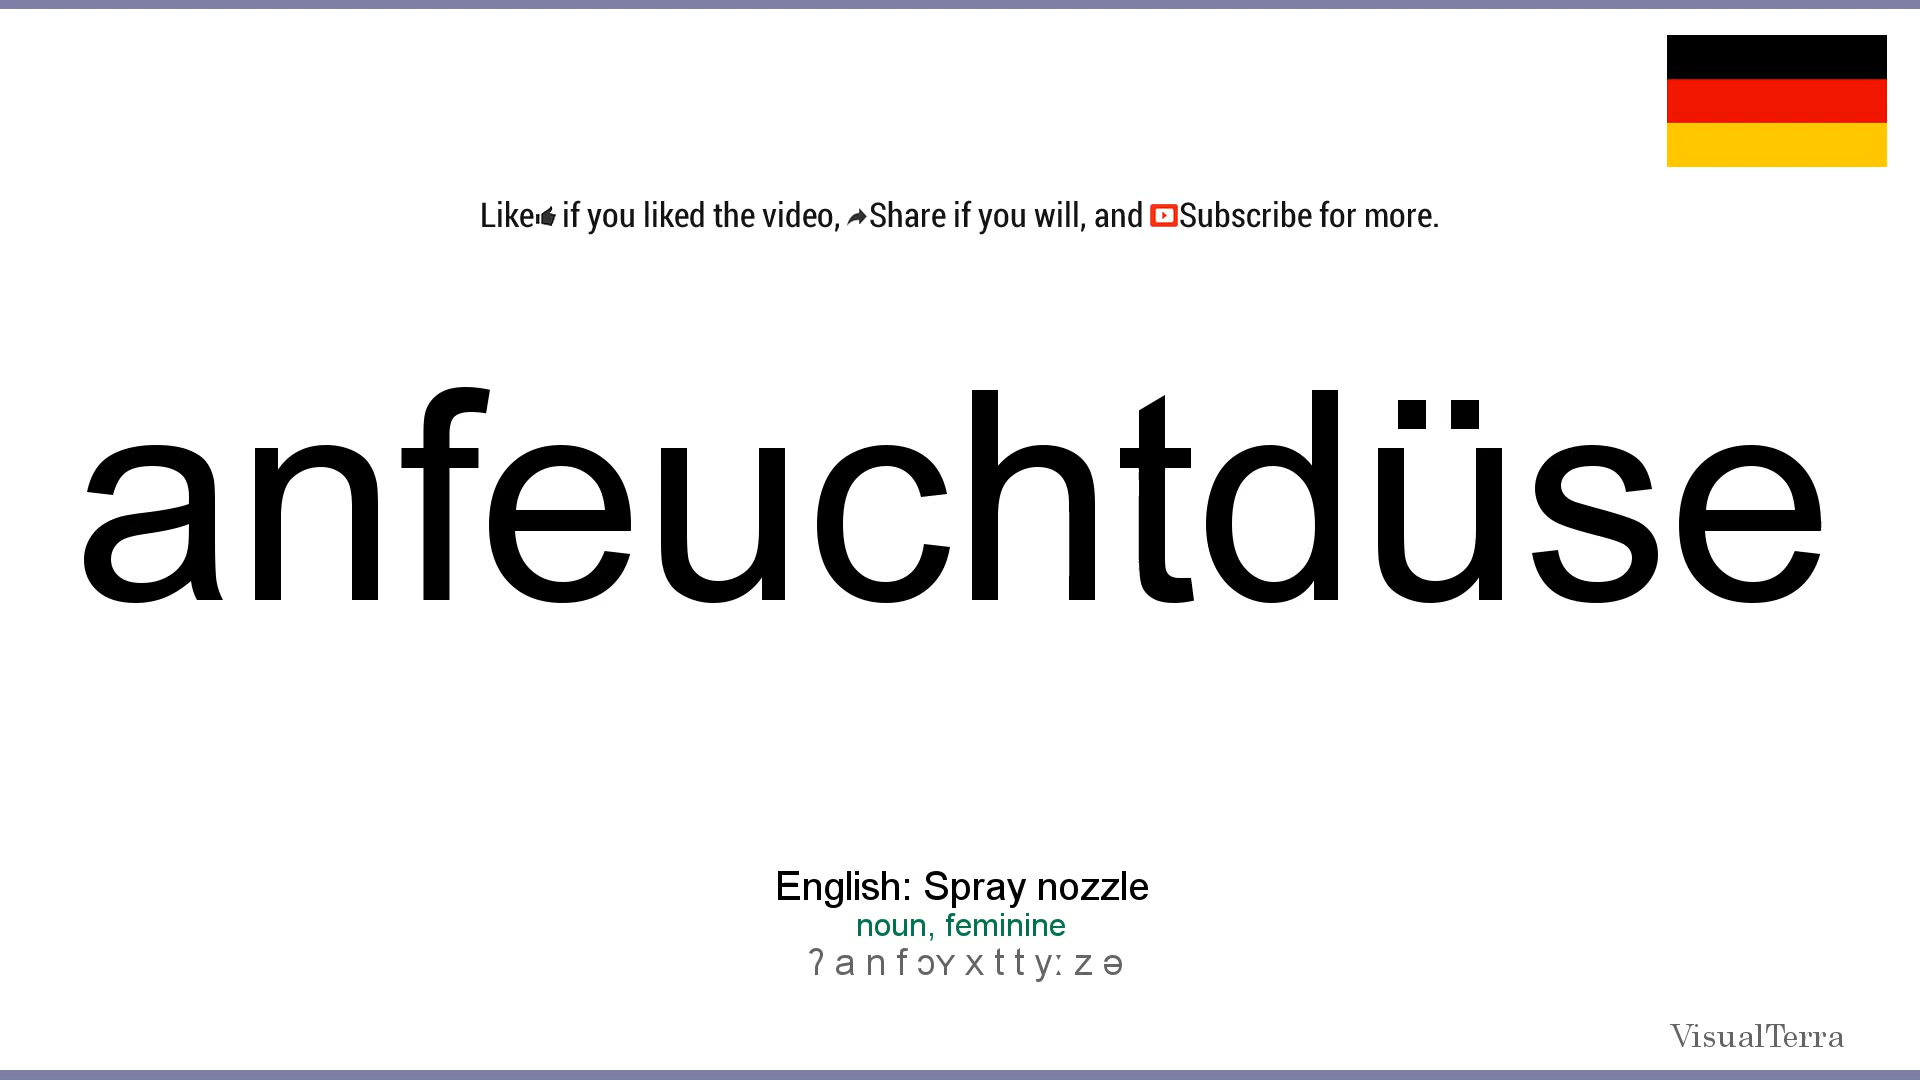 Like if you liked the video, Share if you will, and Subscribe for more.
anfeuchtdüse
English: Spray nozzle
noun, feminine
ʔ a n f ɔʏ x t t yː z ə
VisualTerra